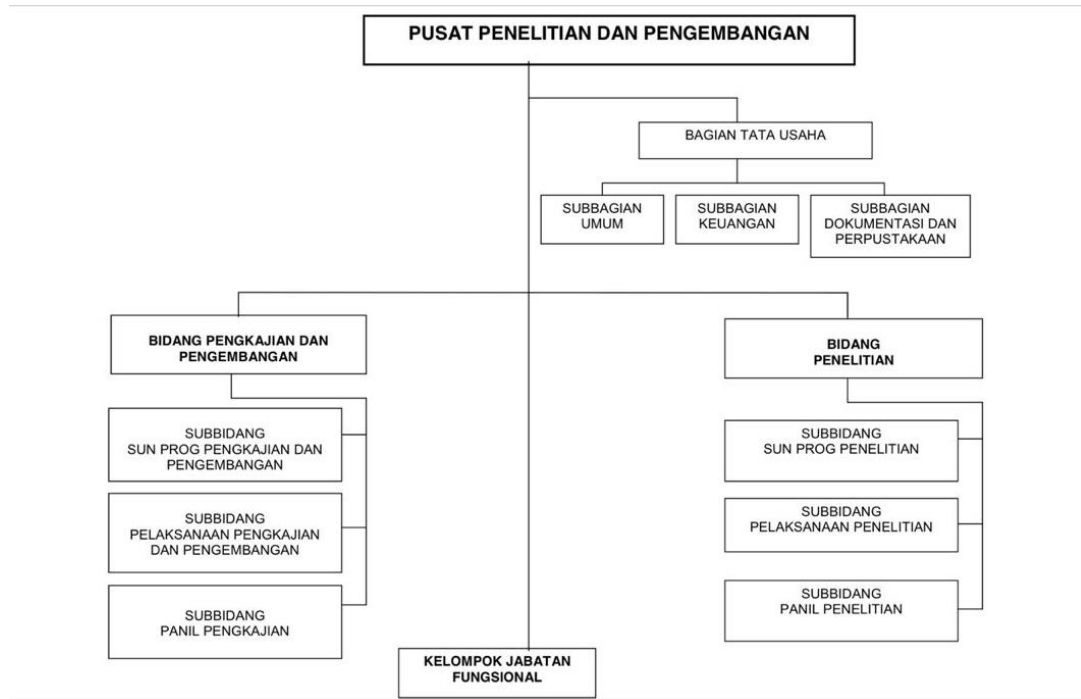 PUSAT PENELITIAN DAN PENGEMBANGAN
BAGIAN TATA USAHA
SUBBAGIAN
UMUM
SUBBAGIAN
KEUANGAN
SUBBAGIAN
DOKUMENTASI DAN
PERPUSTAKAAN
BIDANG PENGKAJIAN DAN
PENGEMBANGAN
SUBBIDANG
SUN PROG PENGKAJIAN DAN
PENGEMBANGAN
SUBBIDANG
PELAKSANAAN PENGKAJIAN
DAN PENGEMBANGAN
SUBBIDANG
PANIL PENGKAJIAN
BIDANG
PENELITIAN
SUBBIDANG
SUN PROG PENELITIAN
SUBBIDANG
PELAKSANAAN PENELITIAN
SUBBIDANG
PANIL PENELITIAN
KELOMPOK JABATAN
FUNGSIONAL